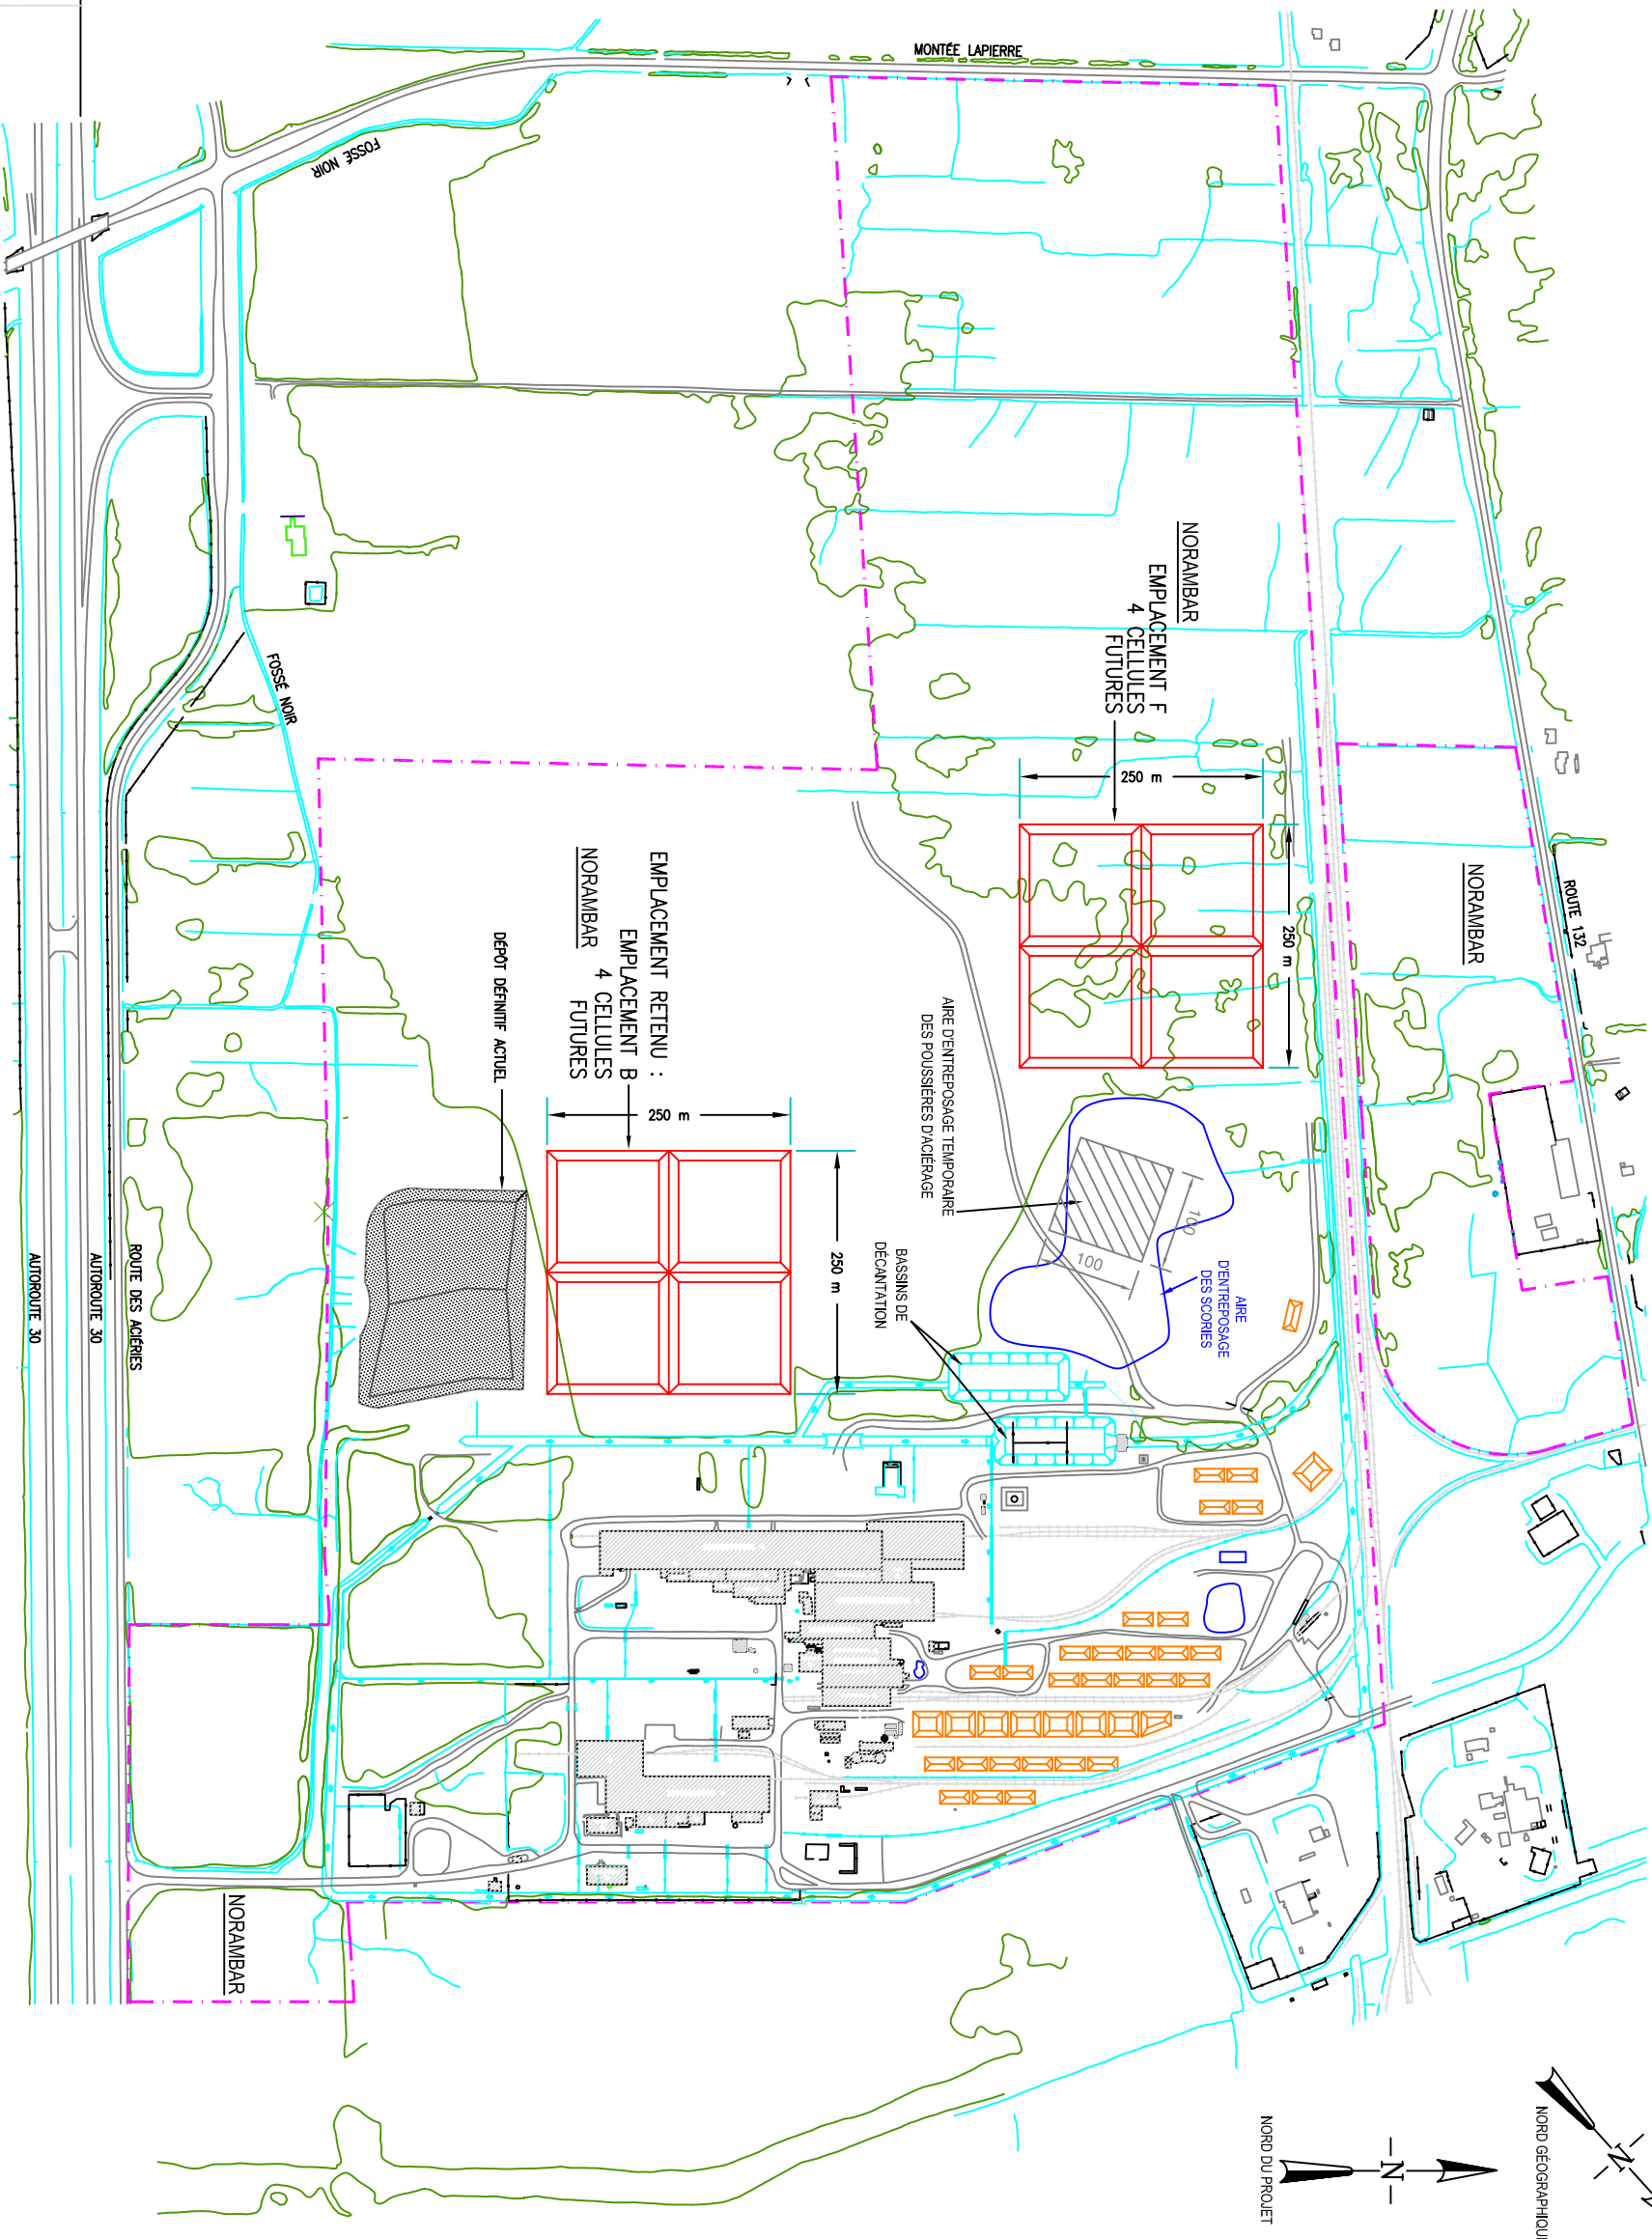 MONTÉE LAPIERRE
FOSSÉ NOIR
FOSSÉ NOIR
NORAMBAR
EMPLACEMENT F
4 CELLULES
FUTURES
250 m
250 m
NORAMBAR
ROUTE 132
EMPLACEMENT RETENU :
EMPLACEMENT B
4 CELLULES
FUTURES
NORAMBAR
250 m
250 m
DÉPÔT DÉFINITIF ACTUEL
AIRE D'ENTREPOSAGE TEMPORAIRE
DES POUSSIÈRES D'ACIÉRAGE
100
100
AIRE
D'ENTREPOSAGE
DES SCORIES
BASSINS DE
DÉCANTATION
ROUTE DES ACIÉRIES
AUTOROUTE 30
AUTOROUTE 30
NORAMBAR
N
NORD DU PROJET
N
NORD GÉOGRAPHIQUE